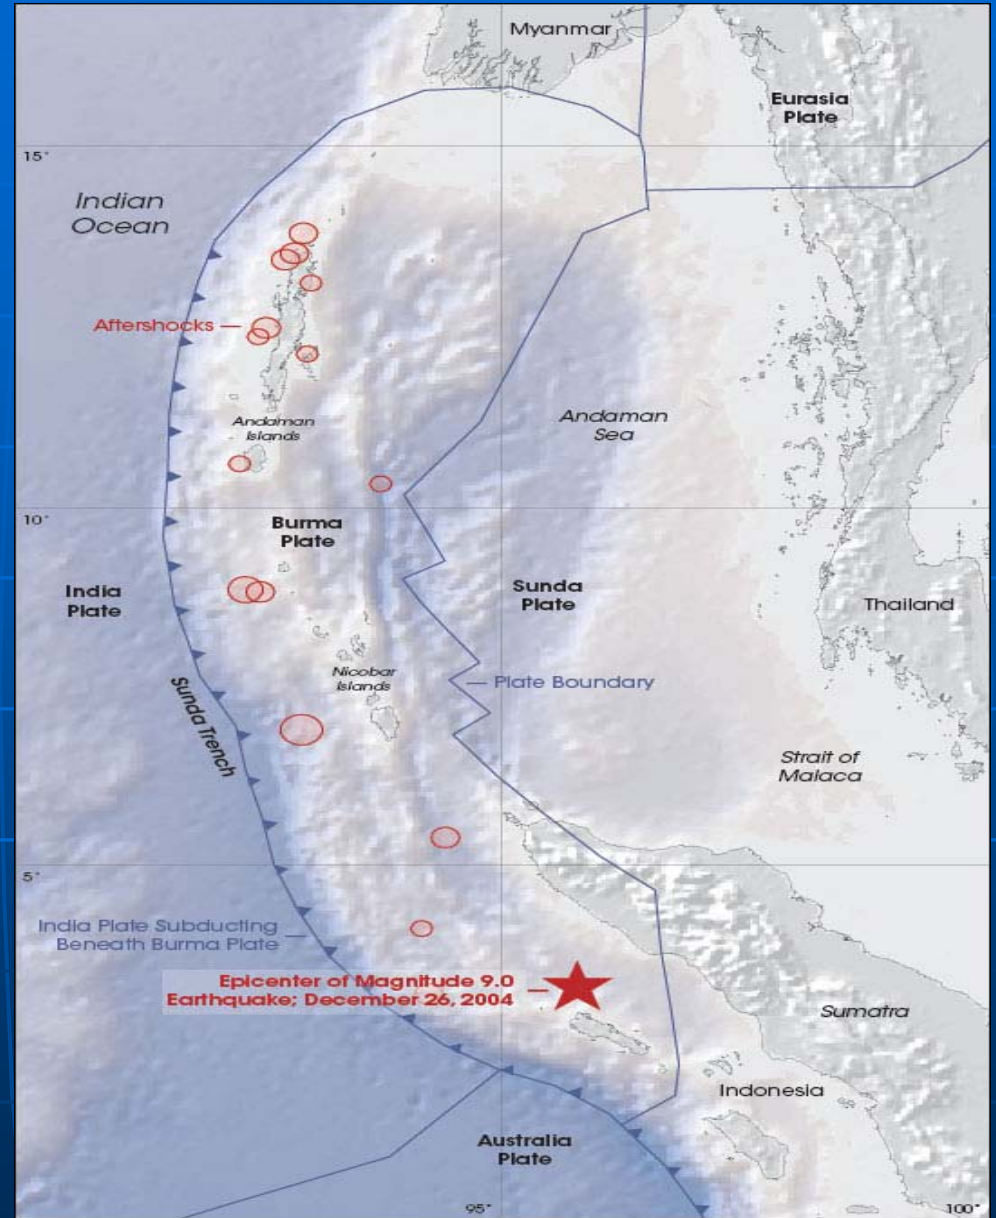 Myanmar
Eurasia
Plate
15°
Indian
Ocean
Aftershocks
Andaman
Islands
Andaman
Sea
10°
Burma
Plate
India
Plate
Sunda
Plate
Thailand
Nicobar
Islands
Plate Boundary
Sunda Trench
Strait of
Malaca
5°
India Plate Subducting
Beneath Burma Plate
Epicenter of Magnitude 9.0
Earthquake; December 26, 2004
Sumatra
Indonesia
Australia
Plate
95°
100°